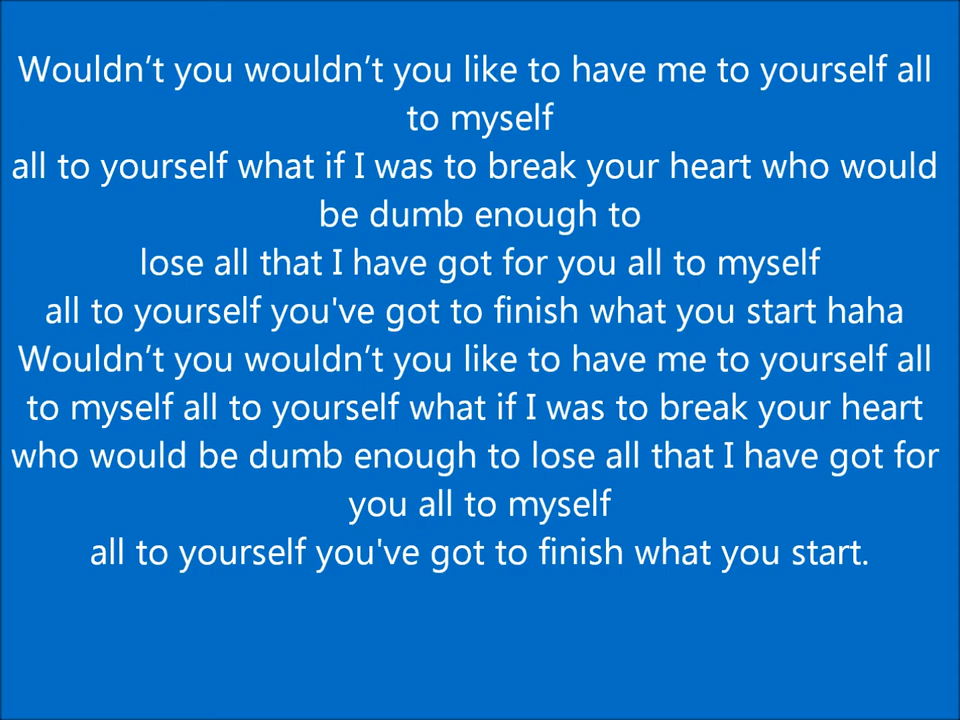 Wouldn’t you wouldn’t you like to have me to yourself all
to myself
all to yourself what if I was to break your heart who would
be dumb enough to
lose all that I have got for you all to myself
all to yourself you've got to finish what you start haha
Wouldn’t you wouldn’t you like to have me to yourself all
to myself all to yourself what if I was to break your heart
who would be dumb enough to lose all that I have got for
you all to myself
all to yourself you've got to finish what you start.